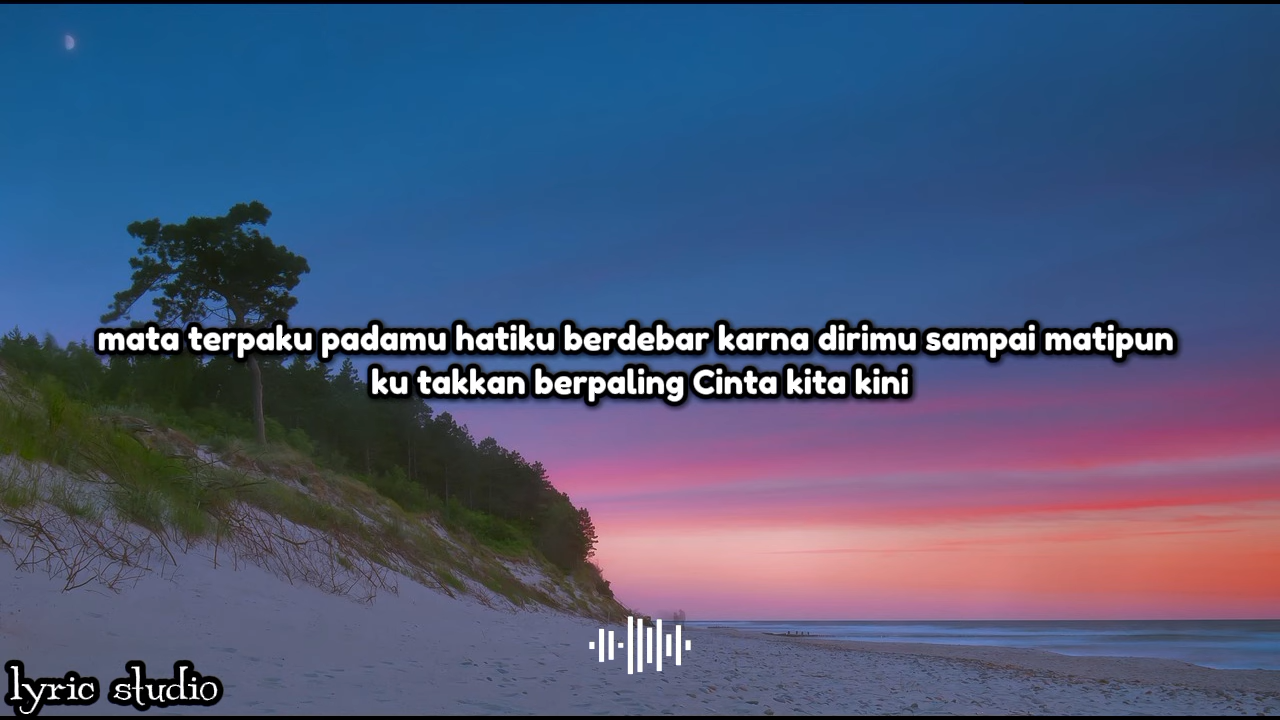 mata terpaku padamu hatiku berdebar karna dirimu sampai matipun
ku takkan berpaling Cinta kita kini
lyric studio